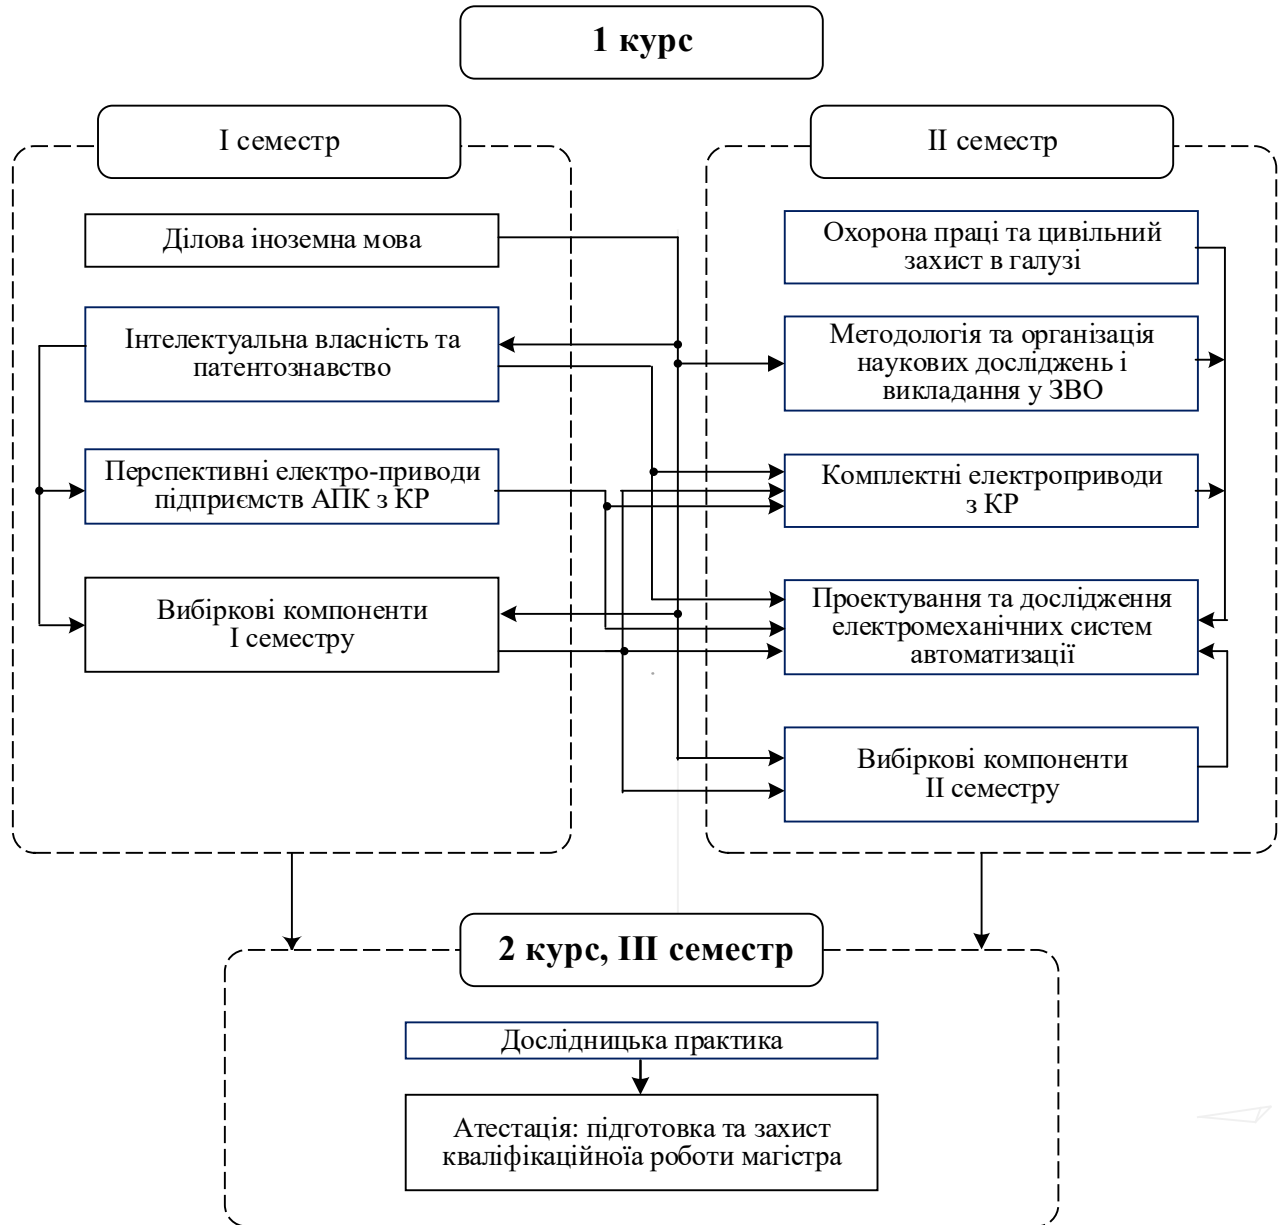 1 курс
І семестр
Ділова іноземна мова
Інтелектуальна власність та
патентознавство
Перспективні електро-приводи
підприємств АПК з КР
Вибіркові компоненти
І семестру
ІІ семестр
Охорона праці та цивільний
захист в галузі
Методологія та організація
наукових досліджень і
викладання у ЗВО
Комплектні електроприводи
з КР
Проектування та дослідження
електромеханічних систем
автоматизації
Вибіркові компоненти
ІІ семестру
2 курс, ІІІ семестр
Дослідницька практика
Атестація: підготовка та захист
кваліфікаційноїа роботи магістра